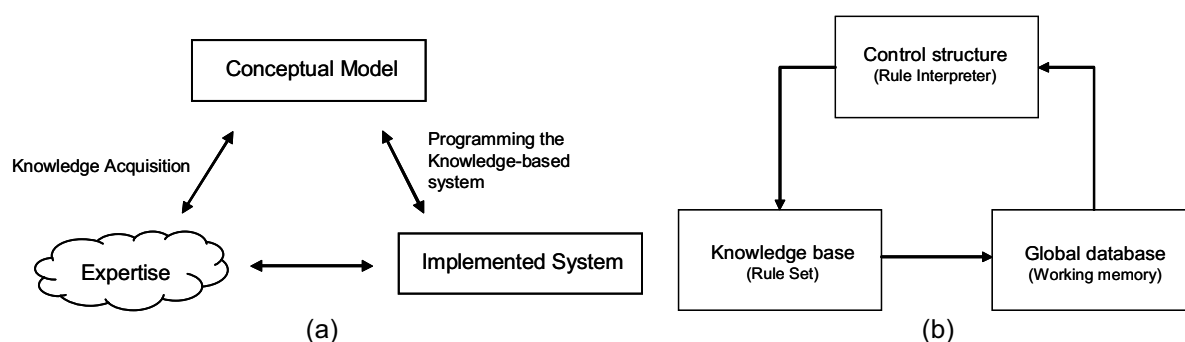 Conceptual Model
Knowledge Acquisition
Programming the
Knowledge-based
system
Expertise
Implemented System
(a)
Control structure
(Rule Interpreter)
Knowledge base
(Rule Set)
Global database
(Working memory)
(b)